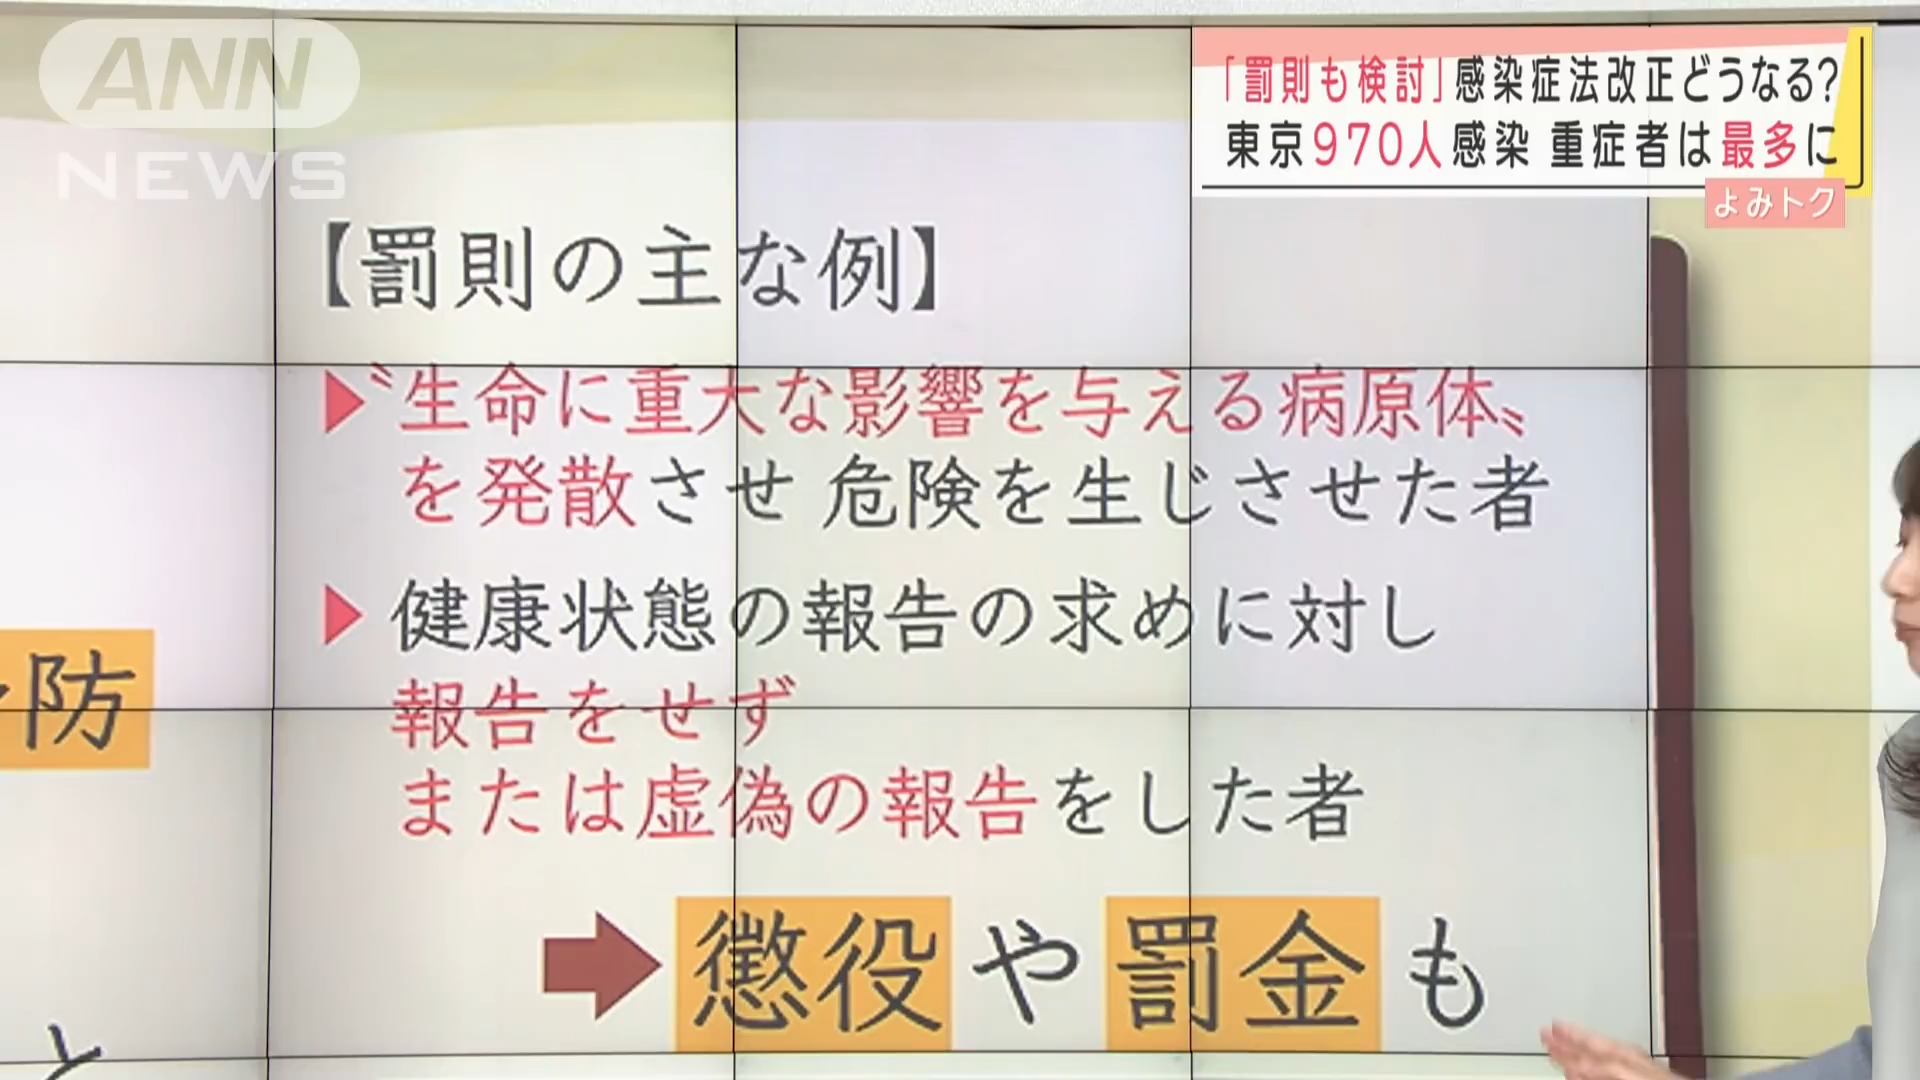 ANN
NEWS
「罰則も検討」感染症法改正どうなる?
東京970人感染 重症者は最多に
よみトク
【罰則の主な例】
▶〝生命に重大な影響を与える病原体〟
を発散させ 危険を生じさせた者
▶健康状態の報告の求めに対し
報告をせず
または虚偽の報告をした者
防
➡懲役や罰金も
と